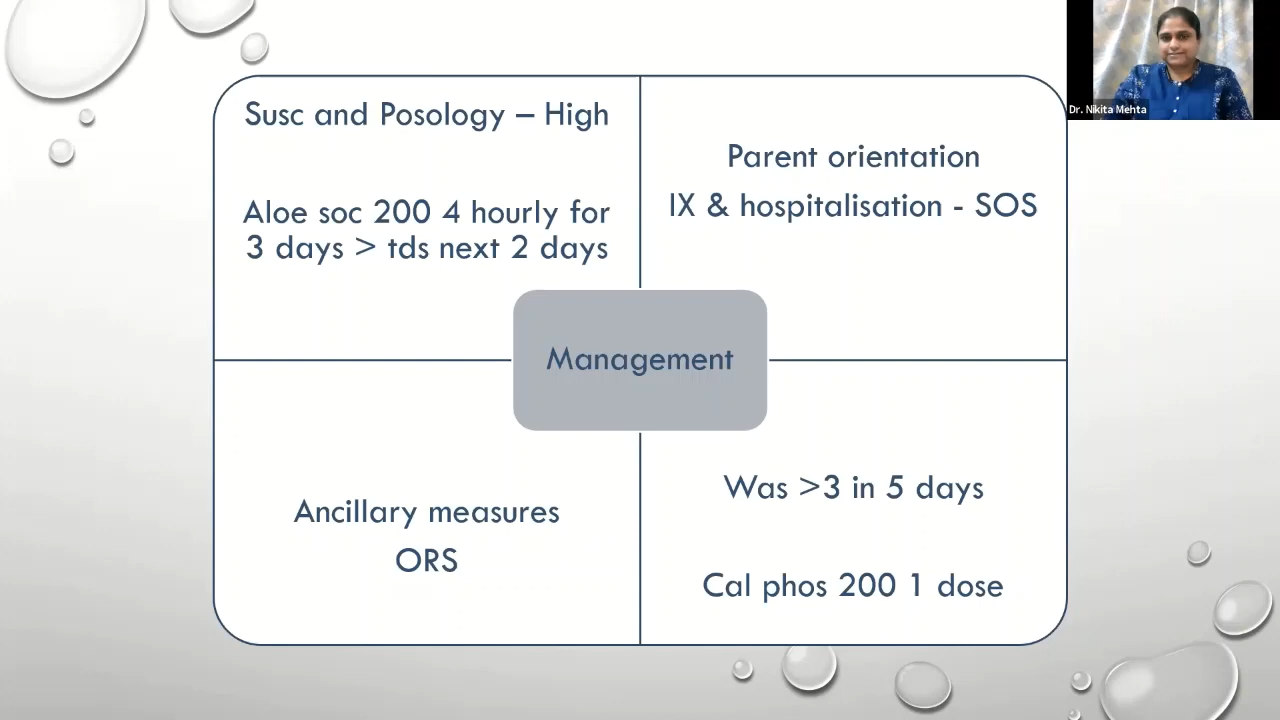 Susc and Posology – High
Aloe soc 200 4 hourly for
3 days > tds next 2 days
Parent orientation
IX & hospitalisation - SOS
Management
Ancillary measures
ORS
Was >3 in 5 days
Cal phos 200 1 dose
Dr. Nikita Mehta